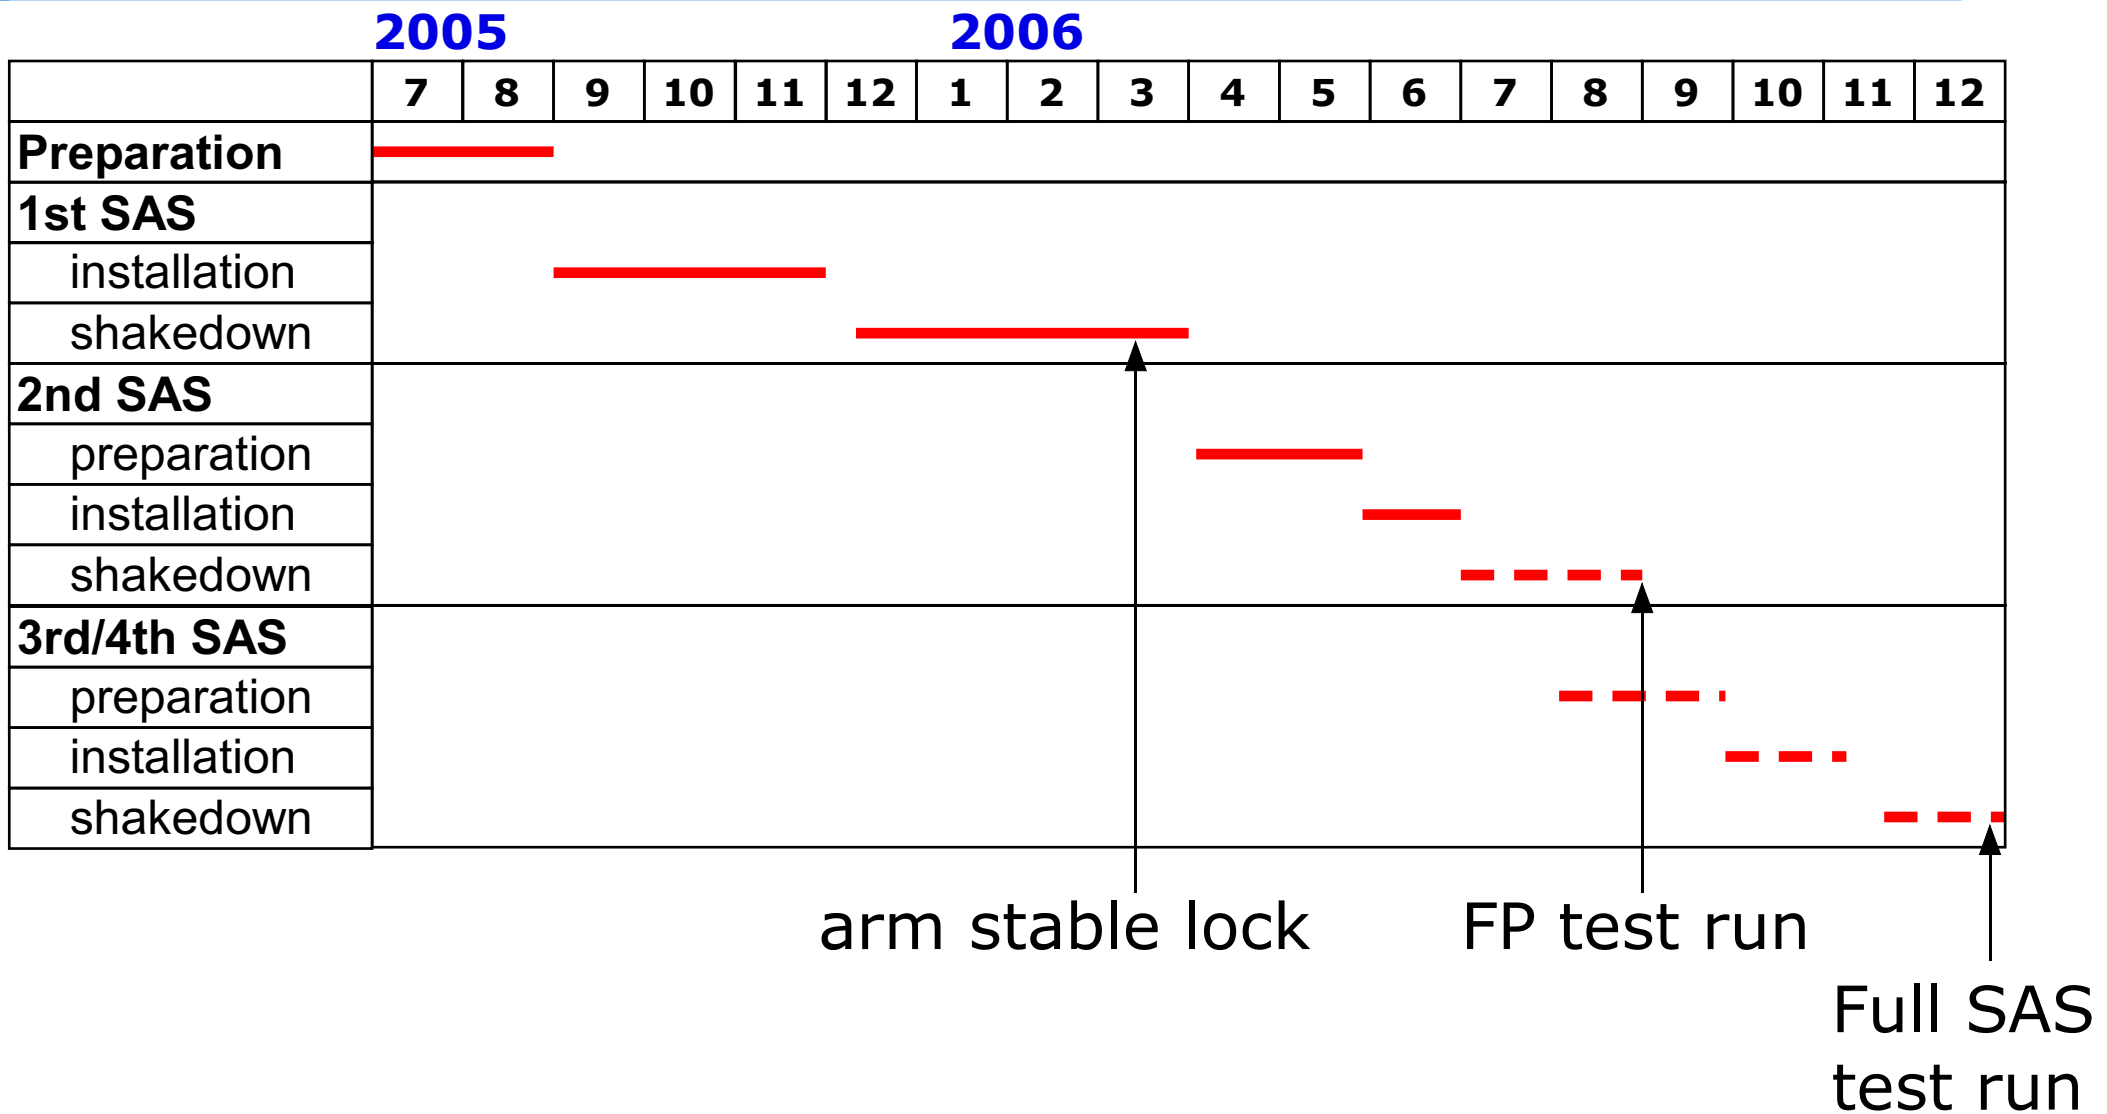 2005 2006
7 8 9 10 11 12 1 2 3 4 5 6 7 8 9 10 11 12
Preparation
1st SAS
installation
shakedown
2nd SAS
preparation
installation
shakedown
3rd/4th SAS
preparation
installation
shakedown
arm stable lock FP test run
Full SAS
test run